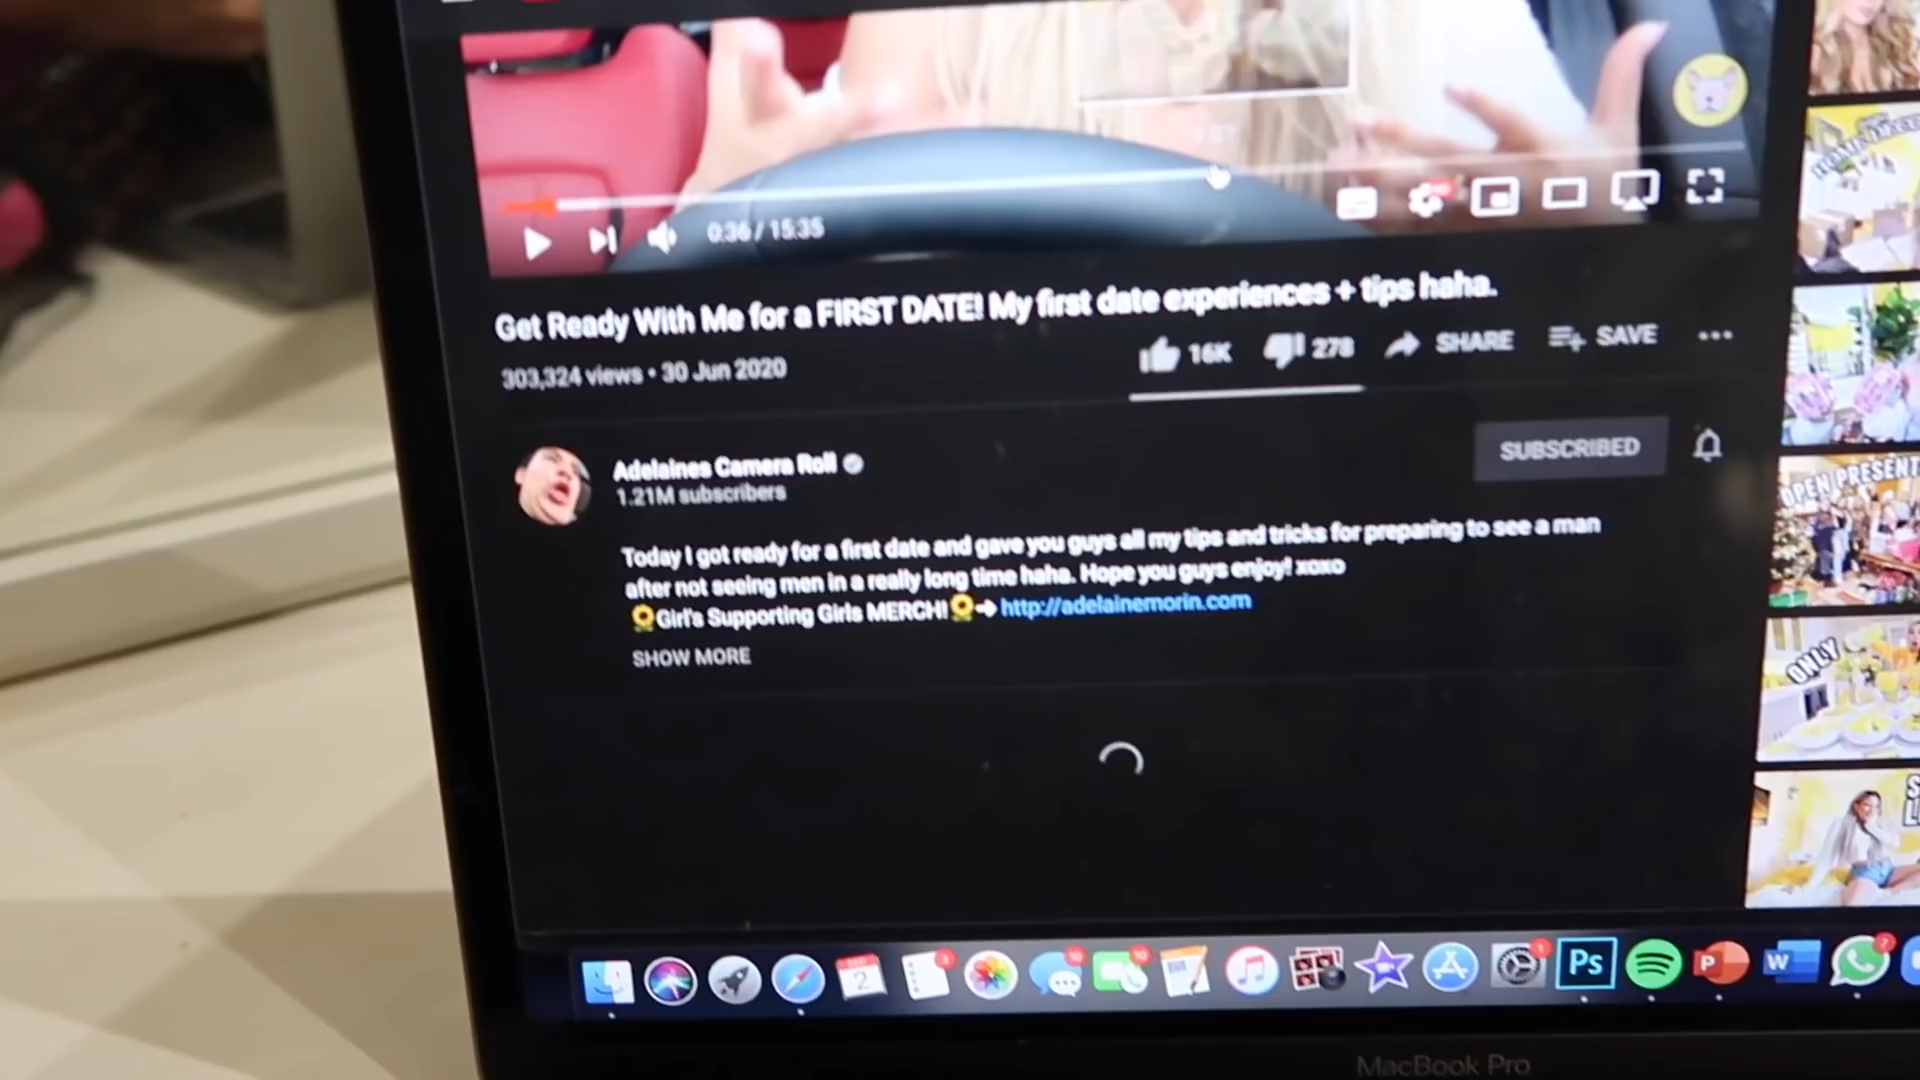 0:36 / 15:35
Get Ready With Me for a FIRST DATE! My first date experiences + tips haha.
303,324 views • 30 Jun 2020
16K
278
SHARE
SAVE
Adelaines Camera Roll
1.21M subscribers
SUBSCRIBED
Today I got ready for a first date and gave you guys all my tips and tricks for preparing to see a man
after not seeing men in a really long time haha. Hope you guys enjoy! xoxo
🌻Girl's Supporting Girls MERCH!🌻➔ http://adelainemorin.com
SHOW MORE
OPEN PRESENT
ONLY
2
Ps
P
W
MacBook Pro